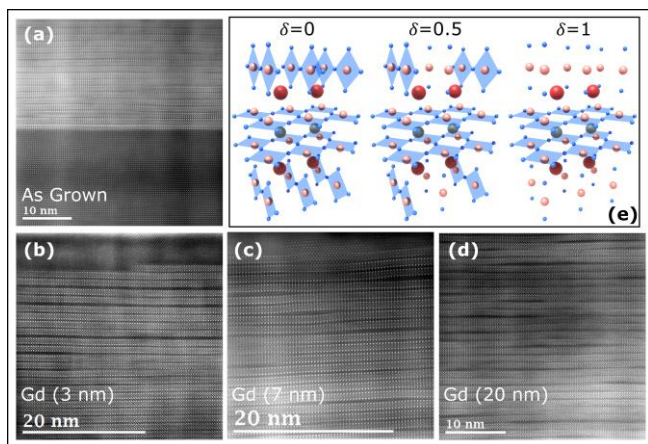 (a)
As Grown
10 nm
δ=0 δ=0.5 δ=1
(e)
(b)
Gd (3 nm)
20 nm
(c)
Gd (7 nm)
20 nm
(d)
Gd (20 nm)
10 nm